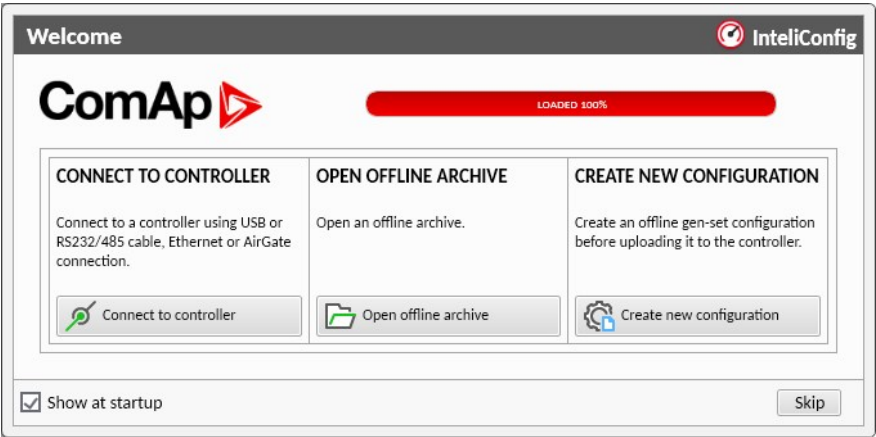 Welcome
InteliConfig
ComAp
LOADED 100%
CONNECT TO CONTROLLER
Connect to a controller using USB or
RS232/485 cable, Ethernet or AirGate
connection.
Connect to controller
OPEN OFFLINE ARCHIVE
Open an offline archive.
Open offline archive
CREATE NEW CONFIGURATION
Create an offline gen-set configuration
before uploading it to the controller.
Create new configuration
Show at startup
Skip